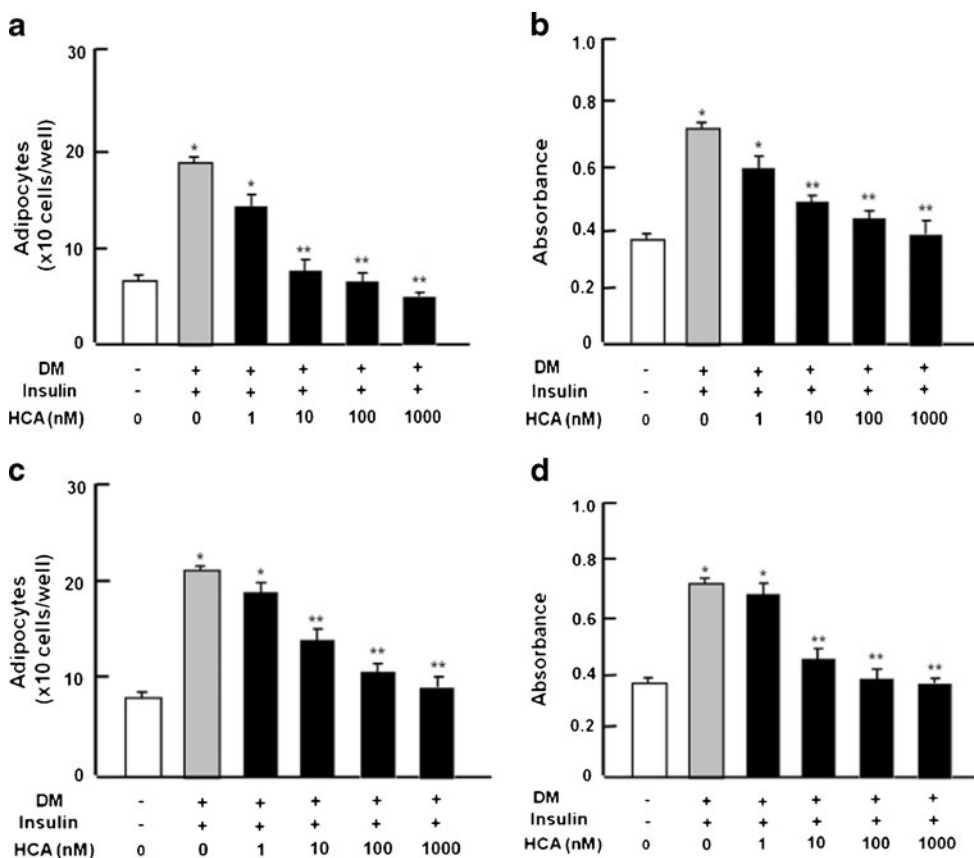 a
30
20
10
0
Adipocytes
(x10 cells/well)
* * ** ** **
DM - + + + + +
Insulin - + + + + +
HCA (nM) 0 0 1 10 100 1000
b
1.0
0.8
0.6
0.4
0.2
0
Absorbance
* * ** ** **
DM - + + + + +
Insulin - + + + + +
HCA (nM) 0 0 1 10 100 1000
c
30
20
10
0
Adipocytes
(x10 cells/well)
* * ** ** **
DM - + + + + +
Insulin - + + + + +
HCA (nM) 0 0 1 10 100 1000
d
1.0
0.8
0.6
0.4
0.2
0
Absorbance
* * ** ** **
DM - + + + + +
Insulin - + + + + +
HCA (nM) 0 0 1 10 100 1000